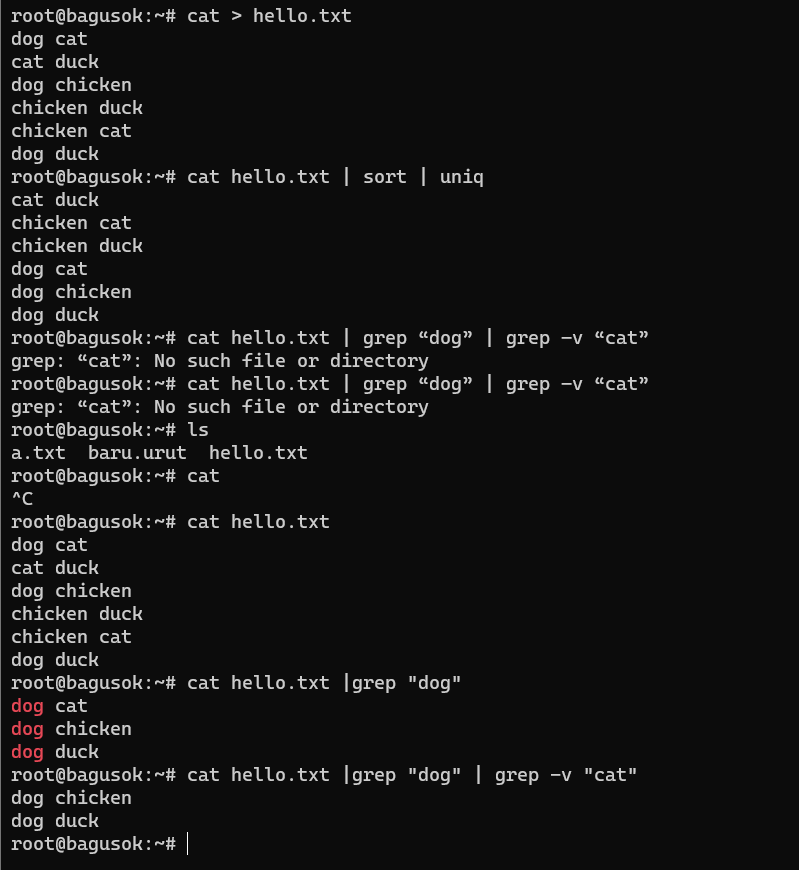 root@bagusok:~# cat > hello.txt
dog cat
cat duck
dog chicken
chicken duck
chicken cat
dog duck
root@bagusok:~# cat hello.txt | sort | uniq
cat duck
chicken cat
chicken duck
dog cat
dog chicken
dog duck
root@bagusok:~# cat hello.txt | grep “dog” | grep –v “cat”
grep: “cat”: No such file or directory
root@bagusok:~# cat hello.txt | grep “dog” | grep –v “cat”
grep: “cat”: No such file or directory
root@bagusok:~# ls
a.txt  baru.urut  hello.txt
root@bagusok:~# cat
^C
root@bagusok:~# cat hello.txt
dog cat
cat duck
dog chicken
chicken duck
chicken cat
dog duck
root@bagusok:~# cat hello.txt |grep "dog"
dog cat
dog chicken
dog duck
root@bagusok:~# cat hello.txt |grep "dog" | grep -v "cat"
dog chicken
dog duck
root@bagusok:~#